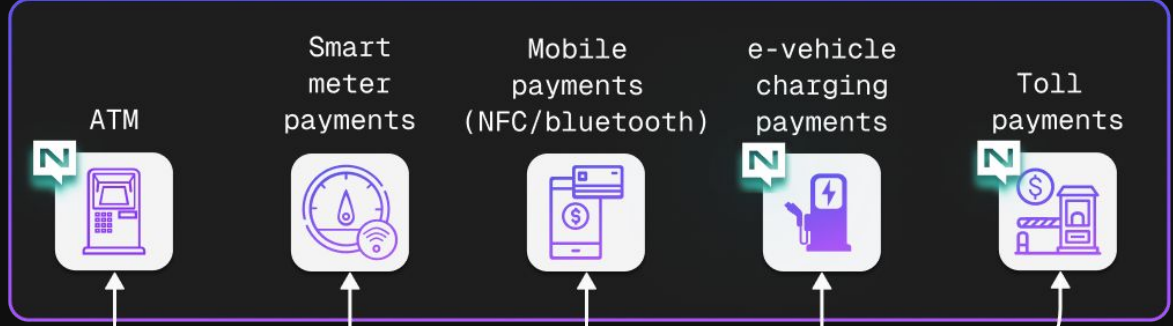 ATM
Smart
meter
payments
Mobile
payments
(NFC/bluetooth)
e-vehicle
charging
payments
Toll
payments
N
$
$
N
N
$